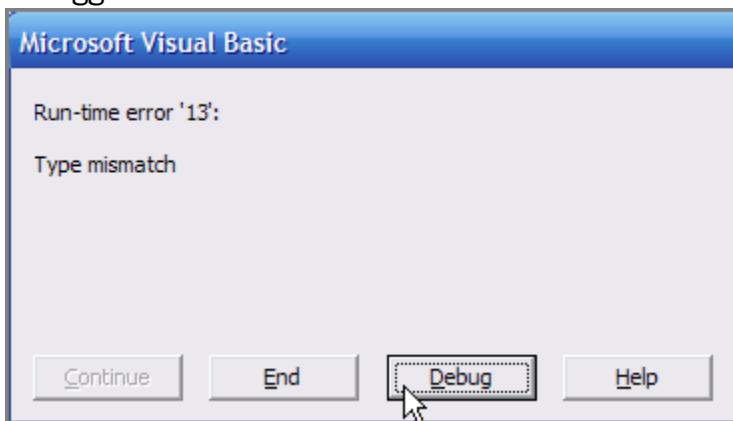 Microsoft Visual Basic
Run-time error '13':
Type mismatch
Continue
End
Debug
Help